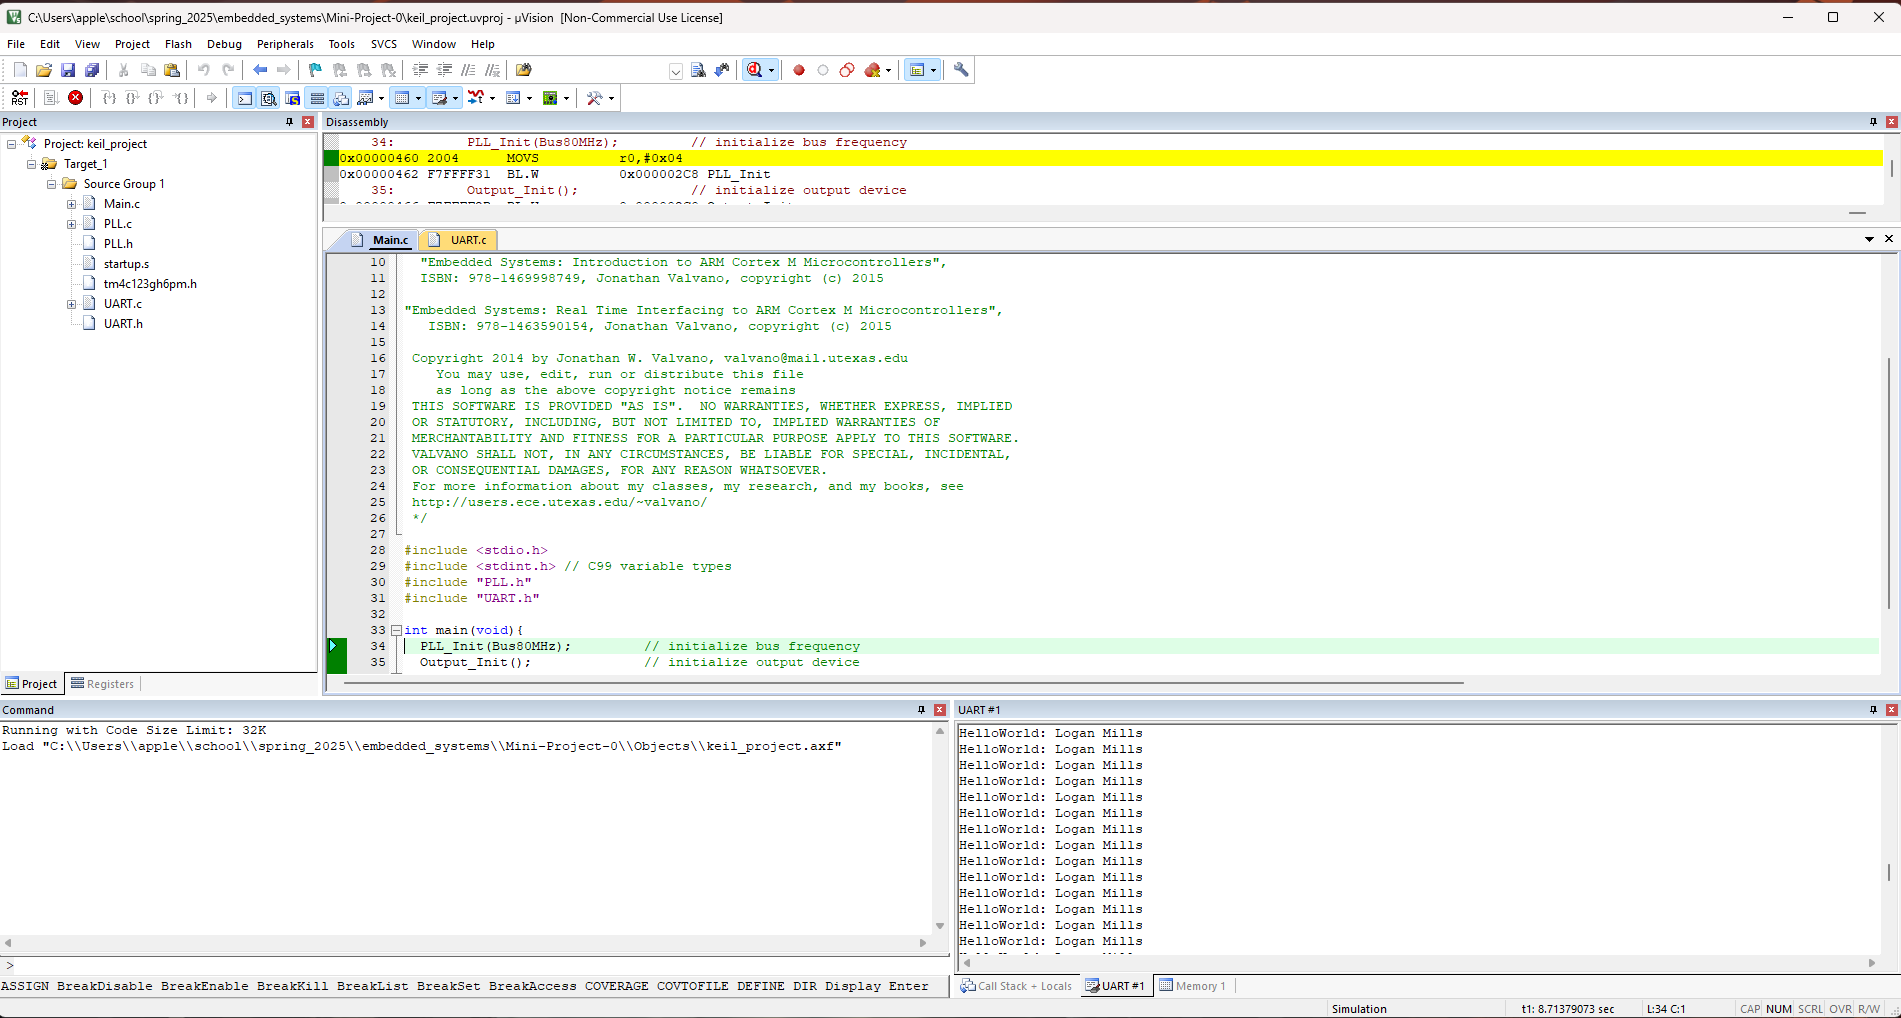 C:\Users\apple\school\spring_2025\embedded_systems\Mini-Project-0\keil_project.uvproj - µVision [Non-Commercial Use License]
File Edit View Project Flash Debug Peripherals Tools SVCS Window Help
RST
Project
Project: keil_project
Target_1
Source Group 1
Main.c
PLL.c
PLL.h
startup.s
tm4c123gh6pm.h
UART.c
UART.h
Project Registers
Disassembly
34: PLL_Init(Bus80MHz); // initialize bus frequency
0x00000460 2004 MOVS r0,#0x04
0x00000462 F7FFFF31 BL.W 0x000002C8 PLL_Init
35: Output_Init(); // initialize output device
Main.c UART.c
10 "Embedded Systems: Introduction to ARM Cortex M Microcontrollers",
11 ISBN: 978-1469998749, Jonathan Valvano, copyright (c) 2015
12
13 "Embedded Systems: Real Time Interfacing to ARM Cortex M Microcontrollers",
14 ISBN: 978-1463590154, Jonathan Valvano, copyright (c) 2015
15
16 Copyright 2014 by Jonathan W. Valvano, valvano@mail.utexas.edu
17 You may use, edit, run or distribute this file
18 as long as the above copyright notice remains
19 THIS SOFTWARE IS PROVIDED "AS IS". NO WARRANTIES, WHETHER EXPRESS, IMPLIED
20 OR STATUTORY, INCLUDING, BUT NOT LIMITED TO, IMPLIED WARRANTIES OF
21 MERCHANTABILITY AND FITNESS FOR A PARTICULAR PURPOSE APPLY TO THIS SOFTWARE.
22 VALVANO SHALL NOT, IN ANY CIRCUMSTANCES, BE LIABLE FOR SPECIAL, INCIDENTAL,
23 OR CONSEQUENTIAL DAMAGES, FOR ANY REASON WHATSOEVER.
24 For more information about my classes, my research, and my books, see
25 http://users.ece.utexas.edu/~valvano/
26 */
27
28 #include <stdio.h>
29 #include <stdint.h> // C99 variable types
30 #include "PLL.h"
31 #include "UART.h"
32
33 int main(void){
34 PLL_Init(Bus80MHz); // initialize bus frequency
35 Output_Init(); // initialize output device
Command
Running with Code Size Limit: 32K
Load "C:\\Users\\apple\\school\\spring_2025\\embedded_systems\\Mini-Project-0\\Objects\\keil_project.axf"
>
ASSIGN BreakDisable BreakEnable BreakKill BreakList BreakSet BreakAccess COVERAGE COVTOFILE DEFINE DIR Display Enter
UART #1
HelloWorld: Logan Mills
HelloWorld: Logan Mills
HelloWorld: Logan Mills
HelloWorld: Logan Mills
HelloWorld: Logan Mills
HelloWorld: Logan Mills
HelloWorld: Logan Mills
HelloWorld: Logan Mills
HelloWorld: Logan Mills
HelloWorld: Logan Mills
HelloWorld: Logan Mills
HelloWorld: Logan Mills
HelloWorld: Logan Mills
HelloWorld: Logan Mills
Call Stack + Locals UART #1 Memory 1
Simulation t1: 8.71379073 sec L:34 C:1 CAP NUM SCRL OVR R/W